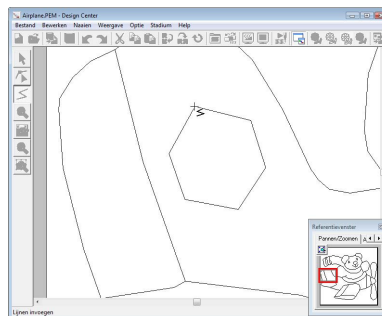 Airplane.PEM - Design Center
Bestand Bewerken Naaien Weergave Optie Stadium Help
Referentievenster
Pannen/Zoomen
Lijnen invoegen